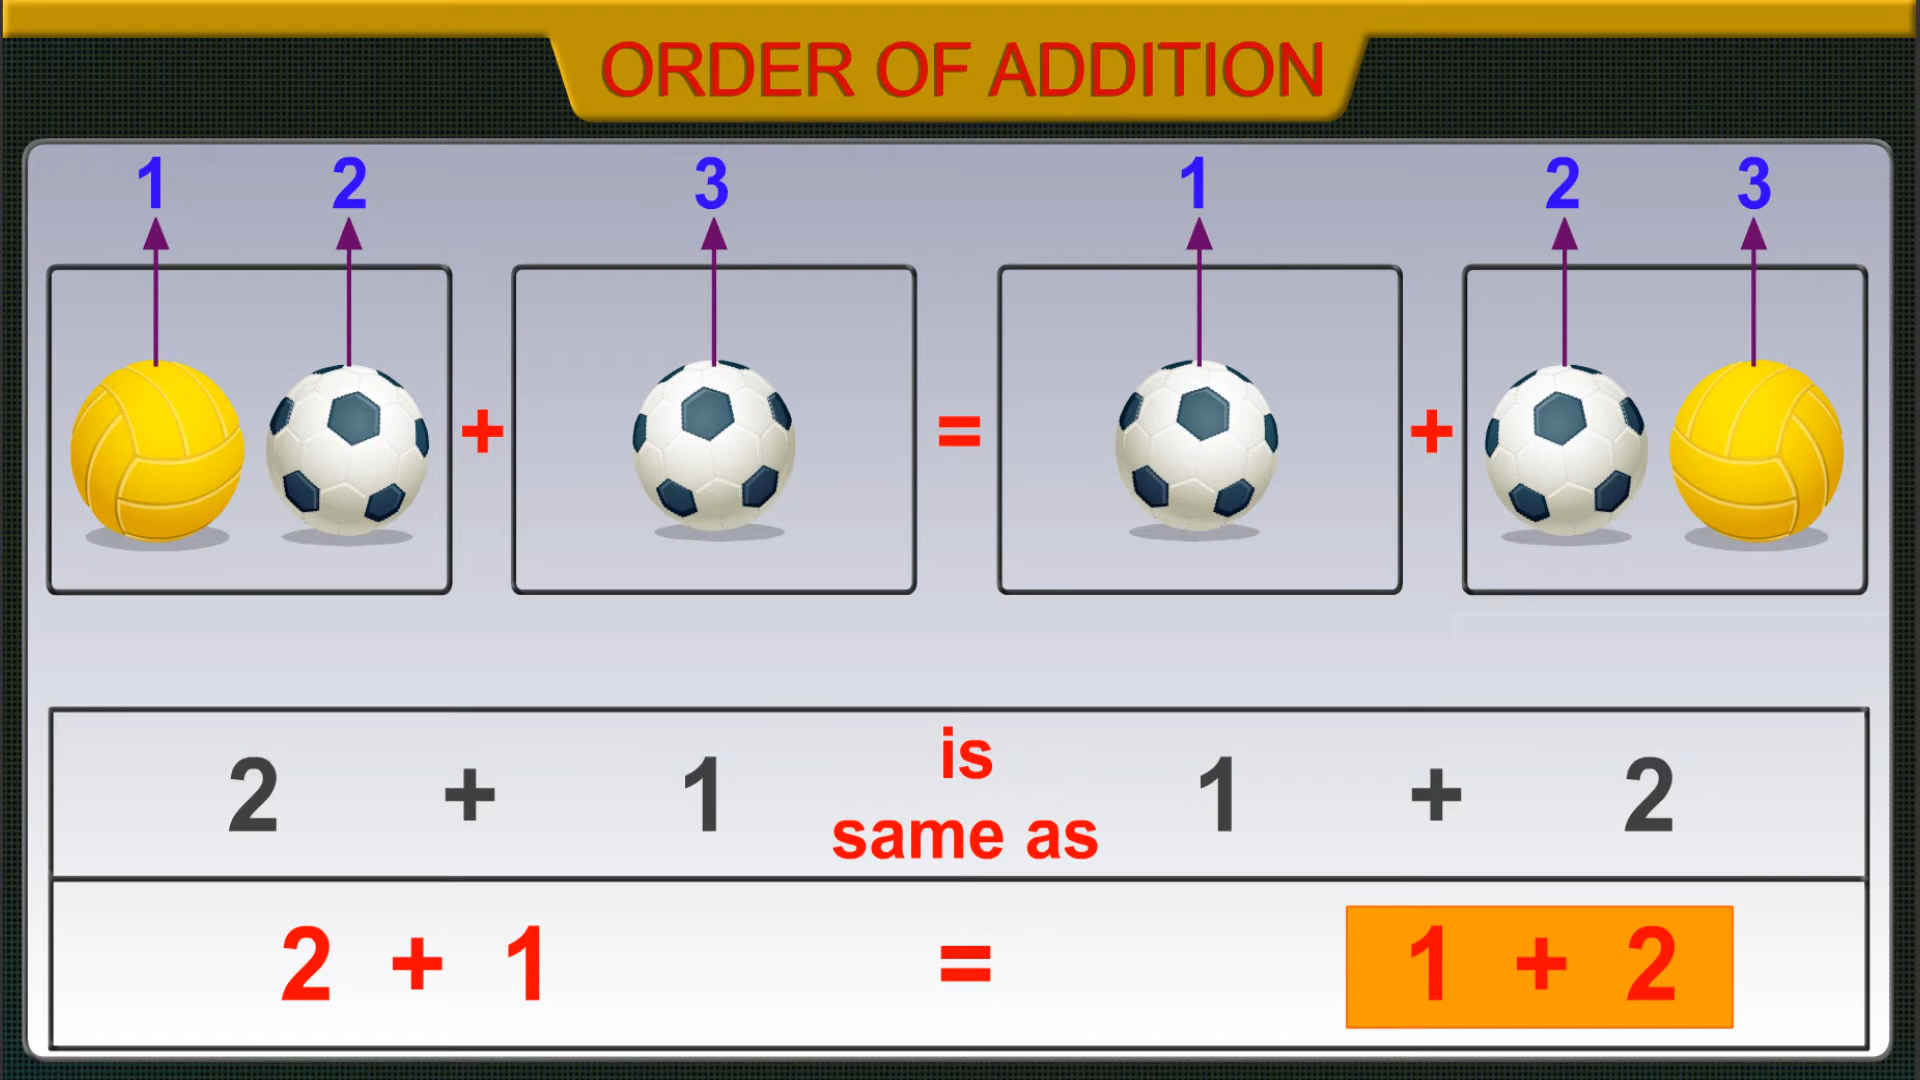 ORDER OF ADDITION
1 2 3 1 2 3
+ = +
2 + 1 is same as 1 + 2
2 + 1 = 1 + 2